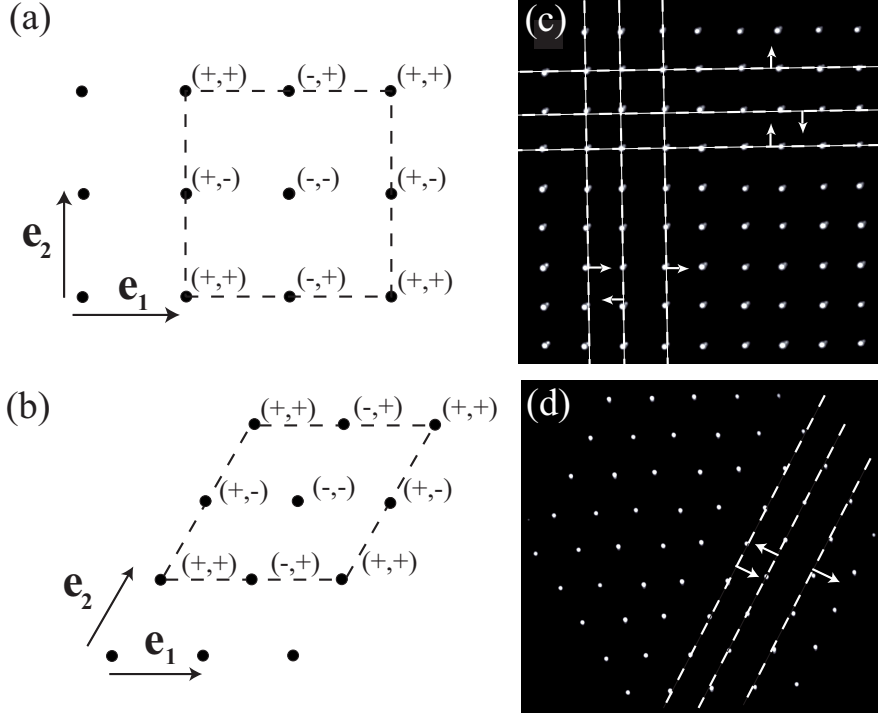 (a)
(+,+) (-,+) (+,+)
(+,-) (-,-) (+,-)
e2
(+,+) (-,+) (+,+)
e1
(b)
(+,+) (-,+) (+,+)
(+,-) (-,-) (+,-)
(+,+) (-,+) (+,+)
e2
e1
(c)
(d)